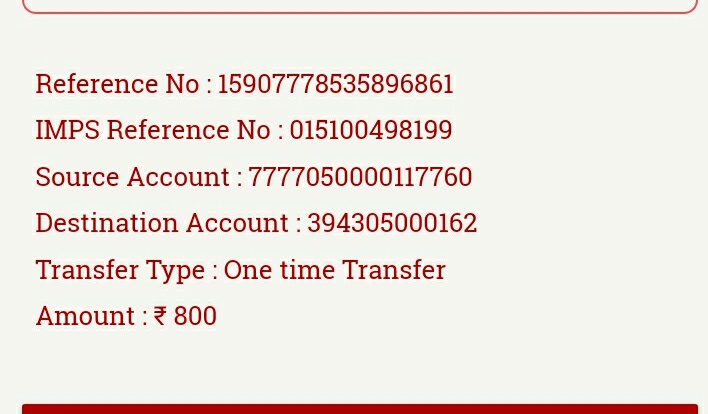 Reference No : 15907778535896861
IMPS Reference No : 015100498199
Source Account : 7777050000117760
Destination Account : 394305000162
Transfer Type : One time Transfer
Amount : ₹ 800